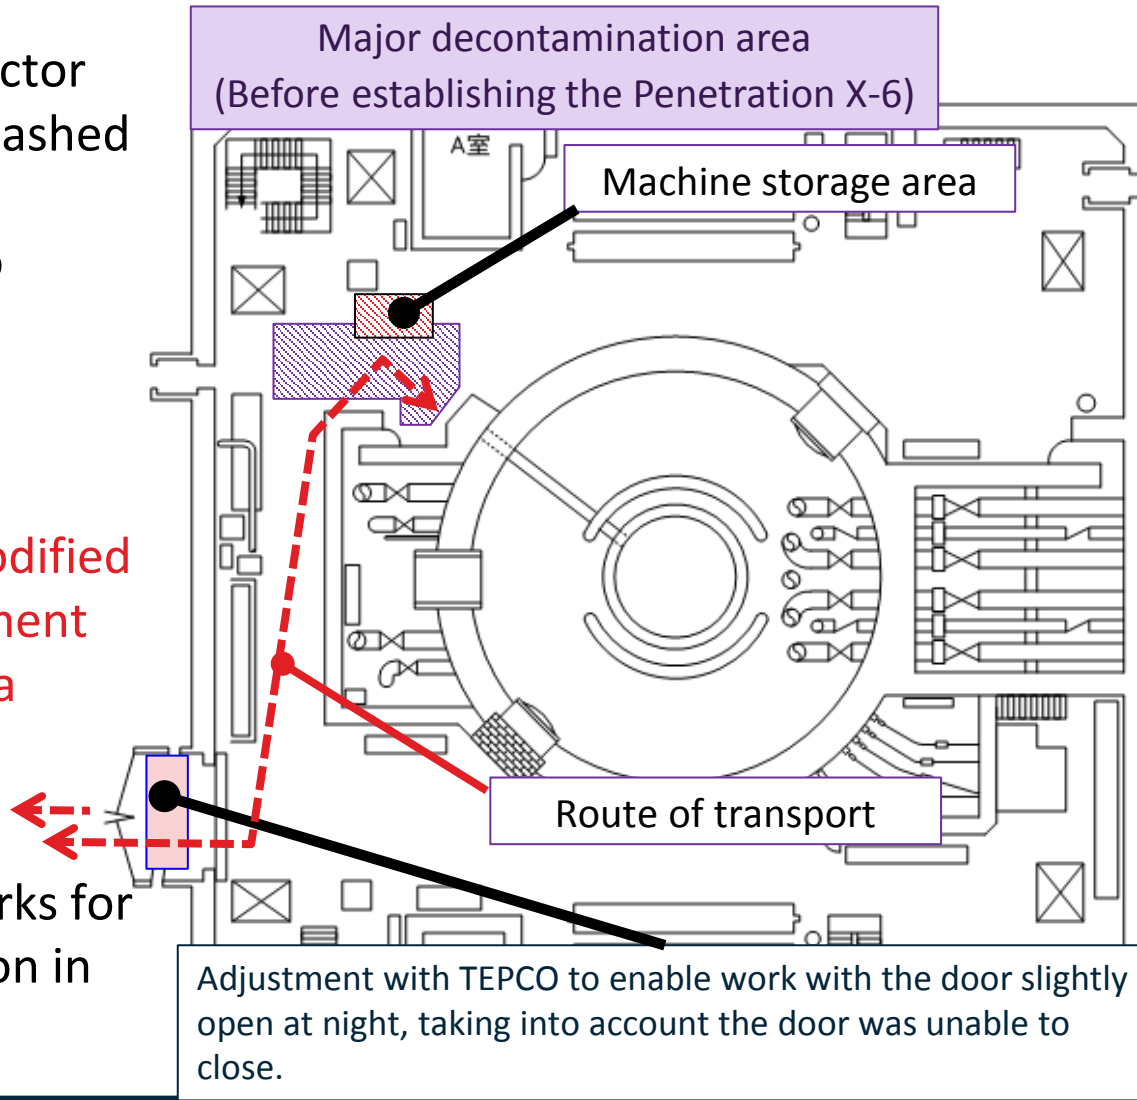 ctor
ashed
odified
a
rks for
on in
Major decontamination area
(Before establishing the Penetration X-6)
A室
Machine storage area
Route of transport
Adjustment with TEPCO to enable work with the door slightly
open at night, taking into account the door was unable to
close.